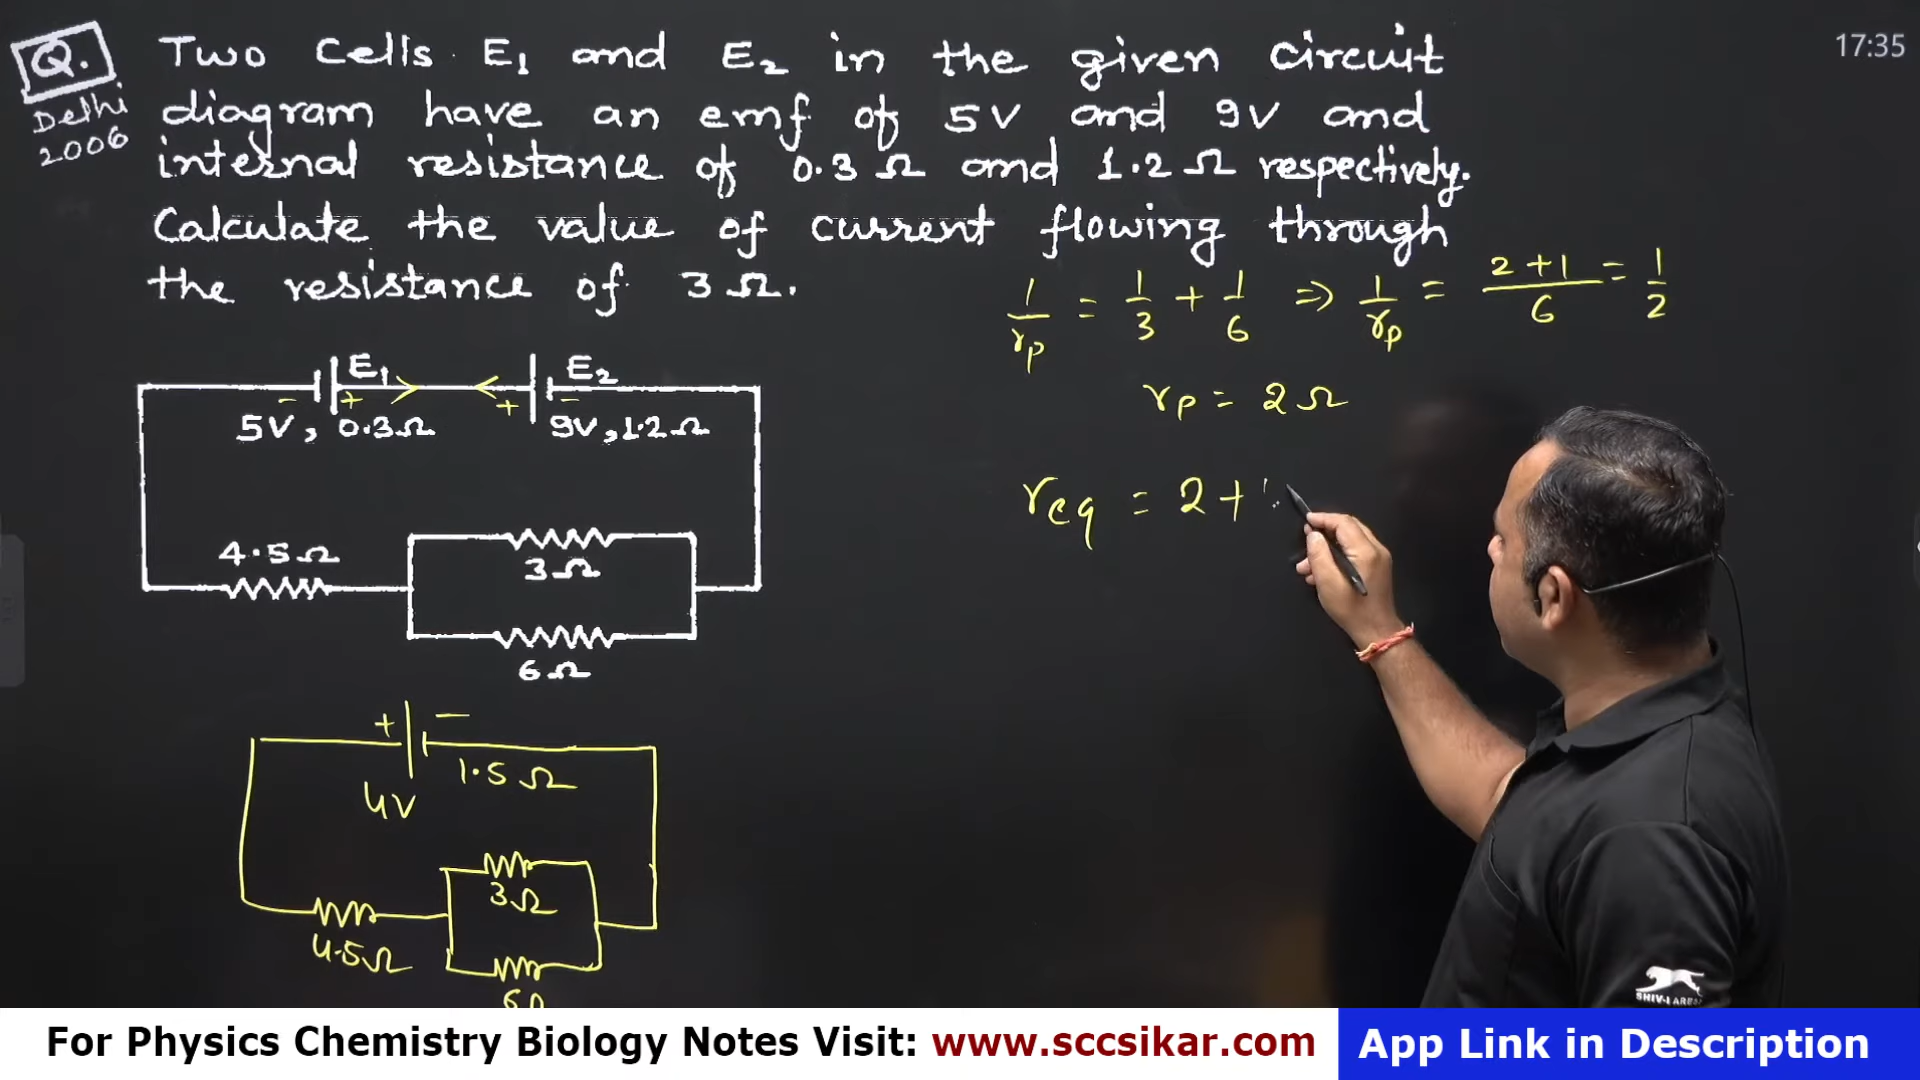 Q.
Delhi
2006
Two Cells E₁ and E₂ in the given circuit
diagram have an emf of 5V and 9V and
internal resistance of 0.3 Ω and 1.2 Ω respectively.
Calculate the value of current flowing through
the resistance of 3 Ω.
17:35
1/rp = 1/3 + 1/6 ⇒ 1/rp = 2+1/6 = 1/2
rp = 2 Ω
req = 2 +
E₁ E₂
- + + -
5V, 0.3Ω 9V, 1.2Ω
4.5Ω
3Ω
6Ω
+ -
4V 1.5Ω
3Ω
4.5Ω
6Ω
SHIV-LAREA
For Physics Chemistry Biology Notes Visit: www.sccsikar.com
App Link in Description